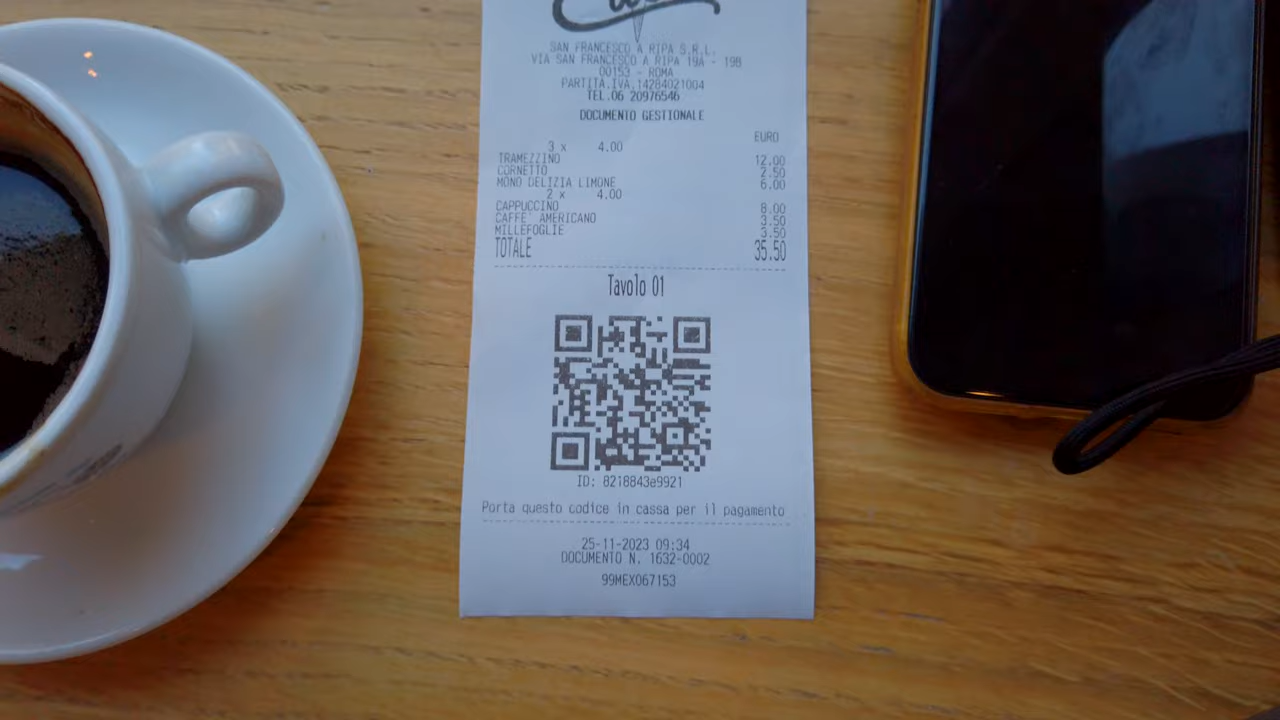 SAN FRANCESCO A RIPA S.R.L.
VIA SAN FRANCESCO A RIPA 19A - 19B
00153 - ROMA
PARTITA.IVA.14284021004
TEL.06 20976546
DOCUMENTO GESTIONALE
EURO
3 x 4.00
TRAMEZZINO 12.00
CORNETTO 2.50
MONO DELIZIA LIMONE 6.00
2 x 4.00
CAPPUCCINO 8.00
CAFFE' AMERICANO 3.50
MILLEFOGLIE 3.50
TOTALE 35.50
Tavolo 01
ID: 8218843e9921
Porta questo codice in cassa per il pagamento
25-11-2023 09:34
DOCUMENTO N. 1632-0002
99MEX067153